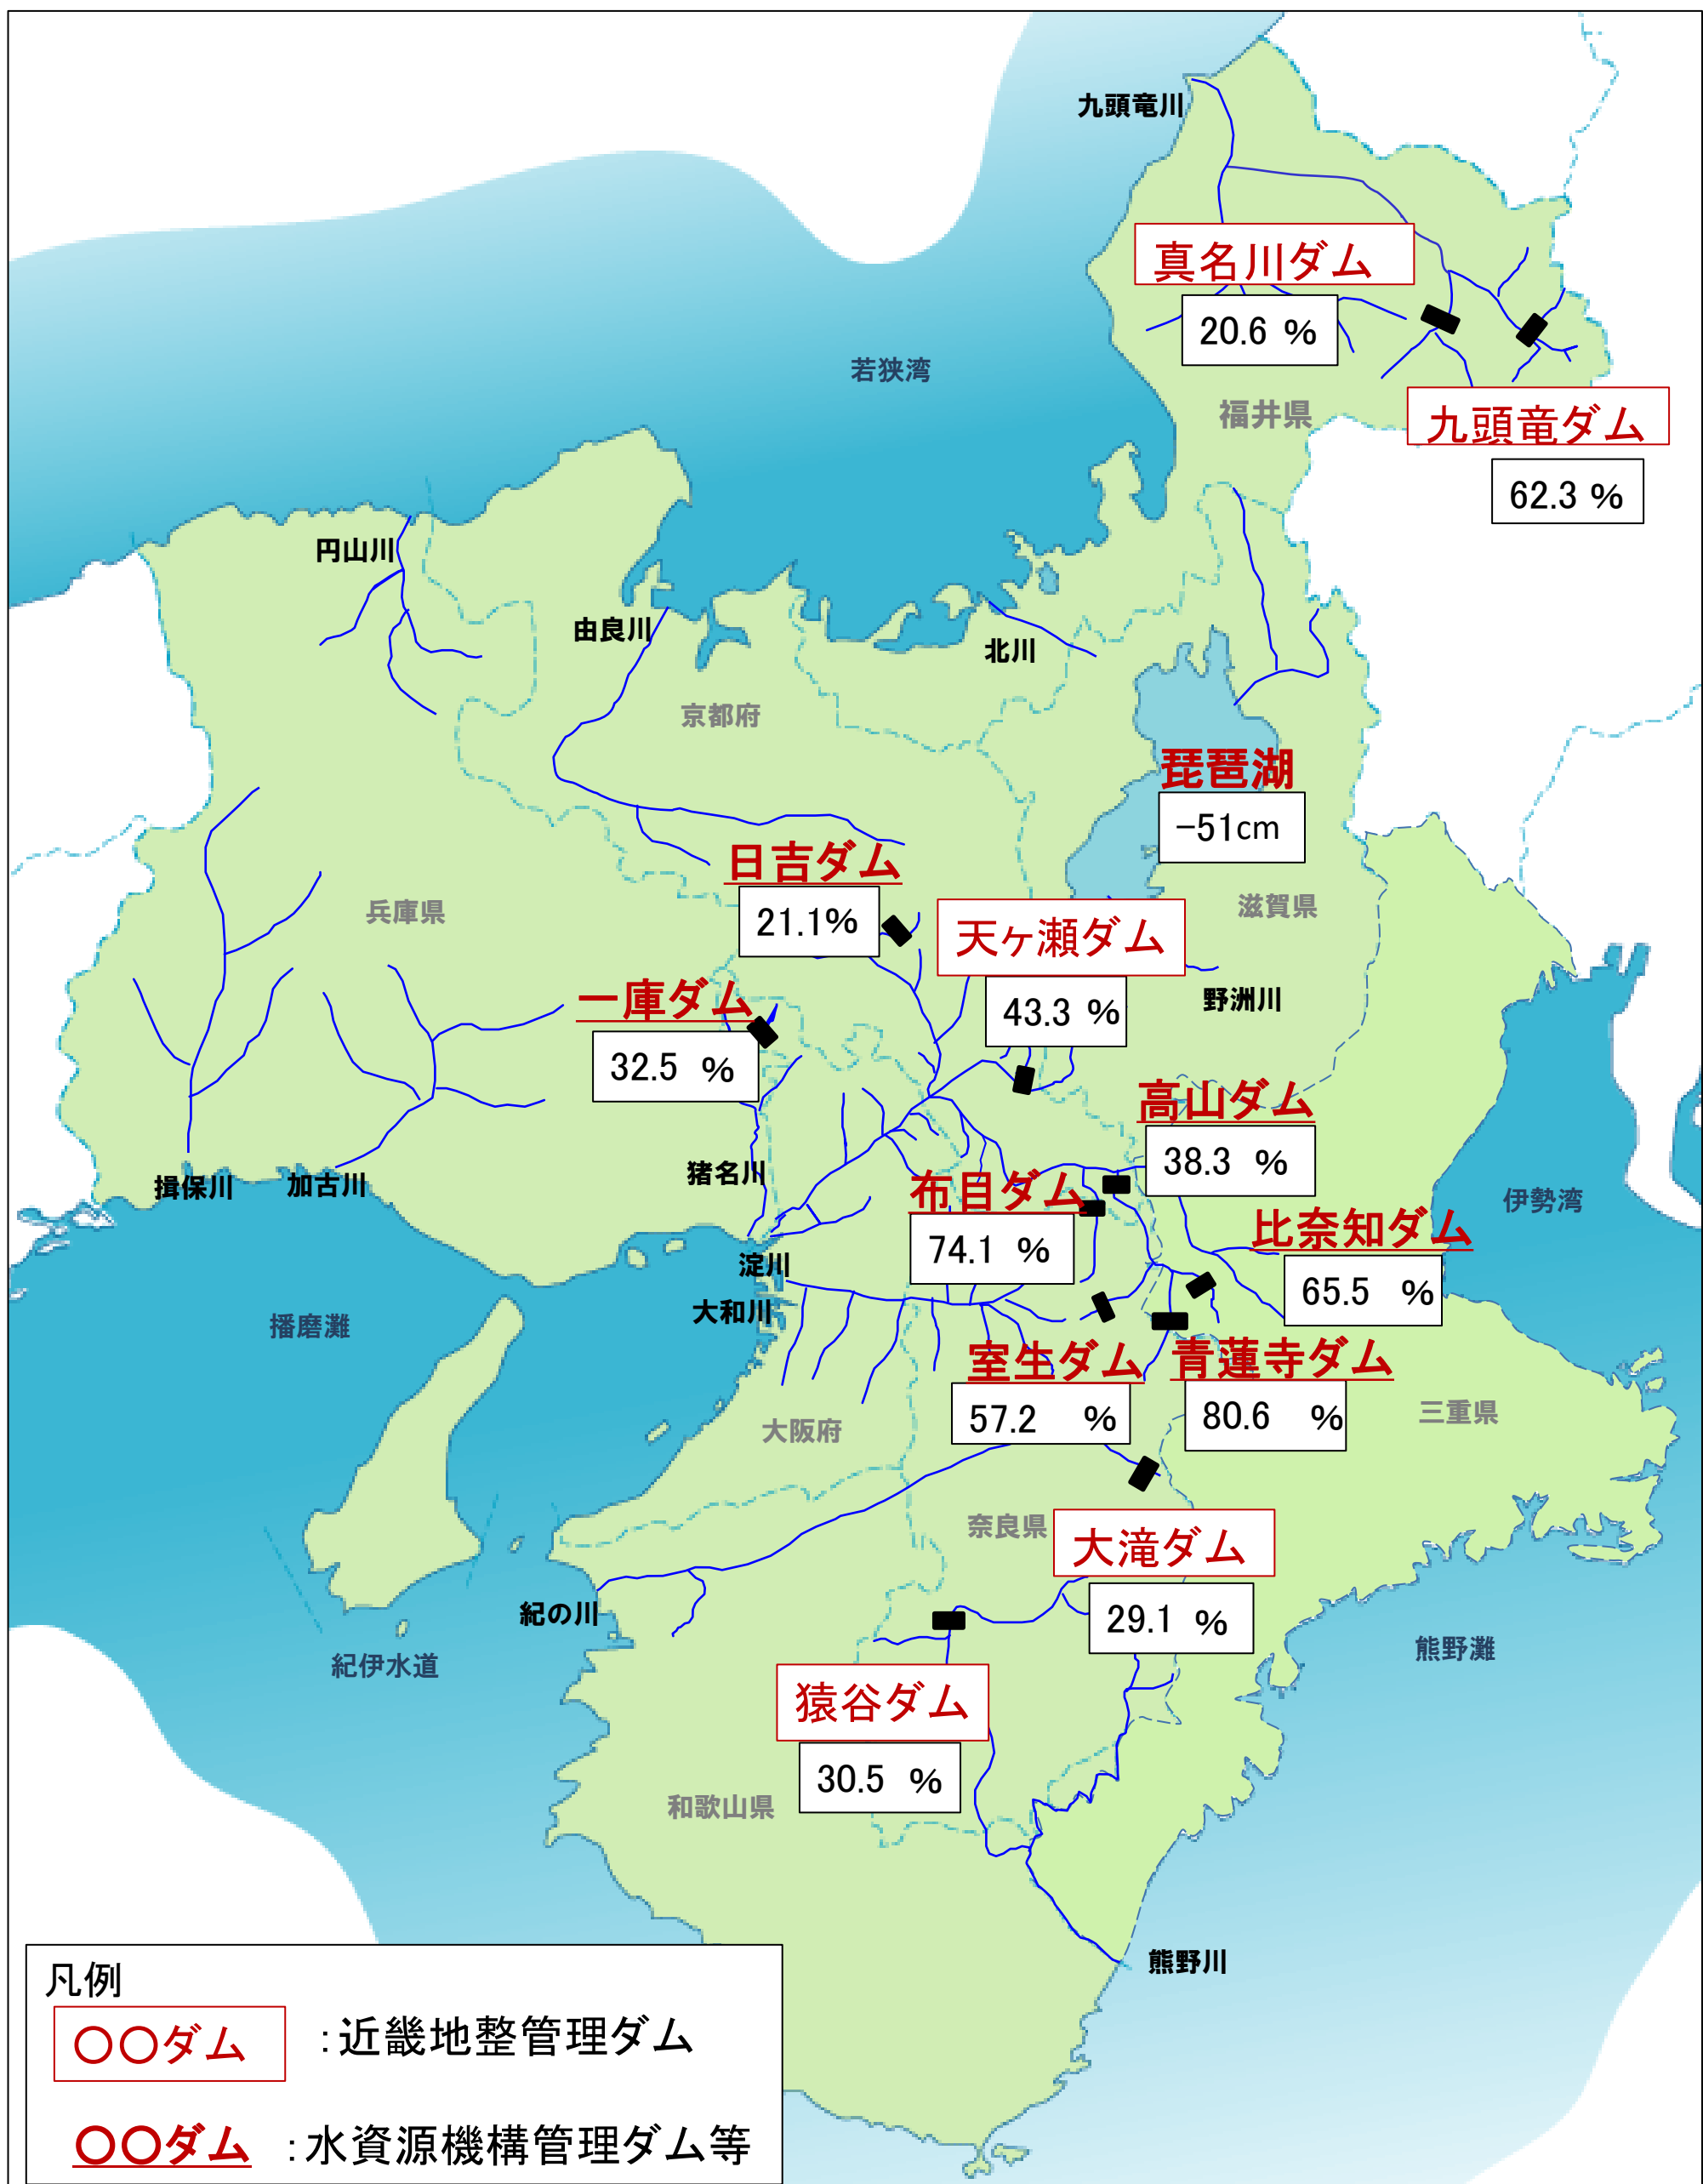 九頭竜川
真名川ダム
20.6 %
若狭湾
福井県
九頭竜ダム
62.3 %
円山川
由良川
北川
京都府
琵琶湖
-51cm
日吉ダム
21.1%
兵庫県
天ヶ瀬ダム
滋賀県
43.3 %
野洲川
一庫ダム
32.5 %
高山ダム
38.3 %
猪名川
揖保川
加古川
布目ダム
74.1 %
伊勢湾
比奈知ダム
65.5 %
淀川
大和川
播磨灘
室生ダム
57.2 %
青蓮寺ダム
80.6 %
三重県
大阪府
奈良県
大滝ダム
29.1 %
紀の川
紀伊水道
熊野灘
猿谷ダム
30.5 %
和歌山県
熊野川
凡例
〇〇ダム :近畿地整管理ダム
〇〇ダム :水資源機構管理ダム等